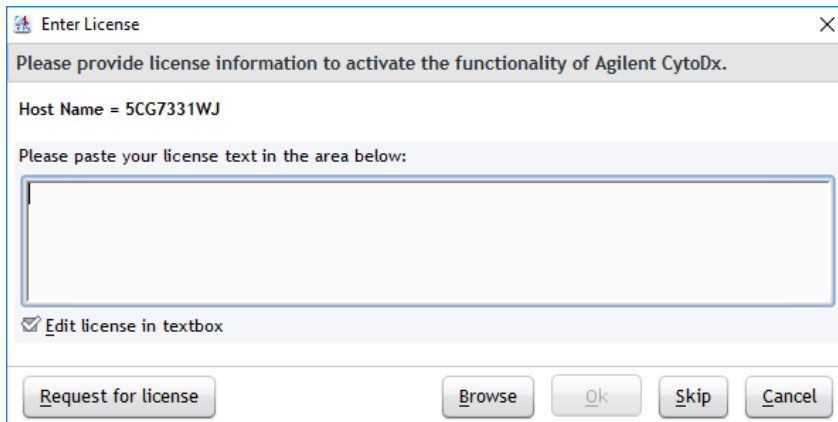 Enter License
Please provide license information to activate the functionality of Agilent CytoDx.
Host Name = 5CG7331WJ
Please paste your license text in the area below:
Edit license in textbox
Request for license Browse Ok Skip Cancel